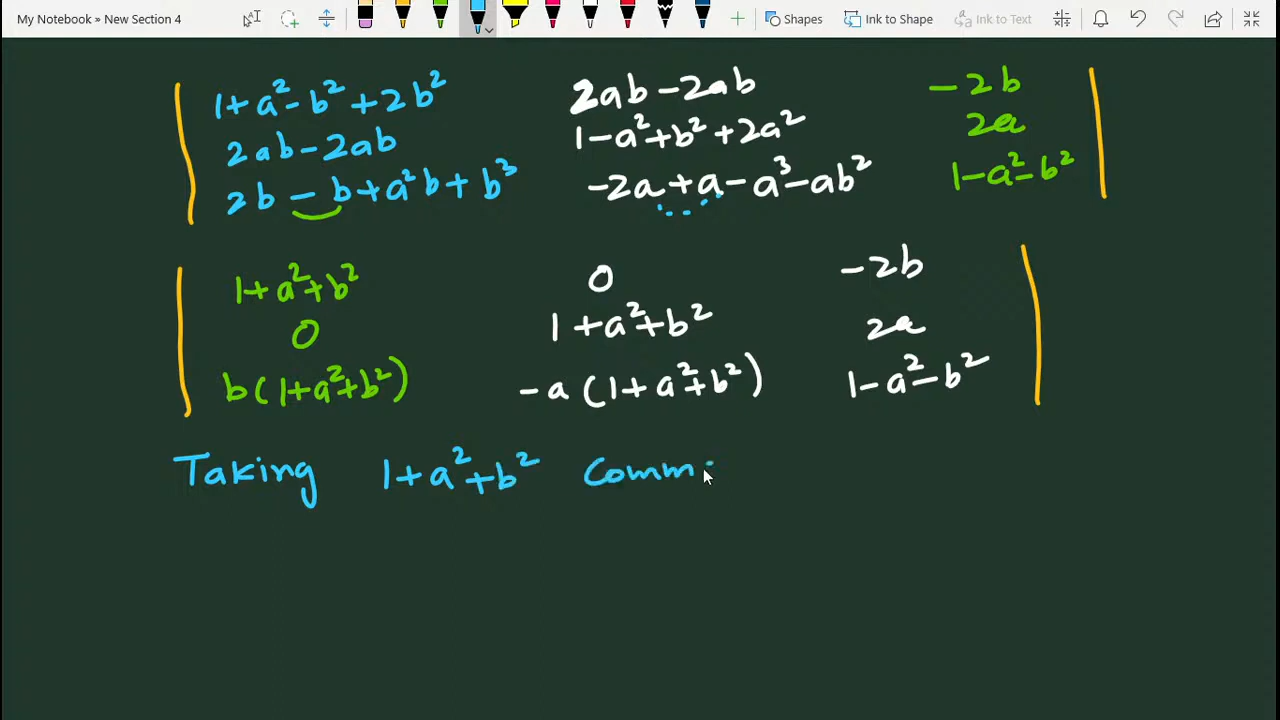 My Notebook » New Section 4 Shapes Ink to Shape Ink to Text
1+a²-b²+2b² 2ab-2ab -2b
2ab-2ab 1-a²+b²+2a² 2a
2b-b+a²b+b³ -2a+a-a³-ab² 1-a²-b²
1+a²+b² 0 -2b
0 1+a²+b² 2a
b(1+a²+b²) -a(1+a²+b²) 1-a²-b²
Taking 1+a²+b² Comm